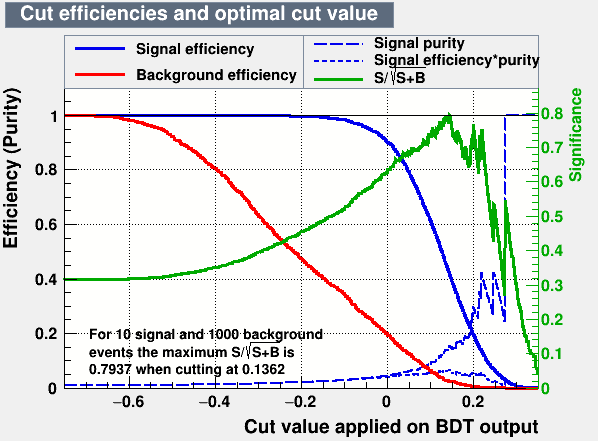 Cut efficiencies and optimal cut value
Signal efficiency
Background efficiency
Signal purity
Signal efficiency*purity
S/√S+B
Efficiency (Purity)
1
0.8
0.6
0.4
0.2
0
Significance
0.8
0.7
0.6
0.5
0.4
0.3
0.2
0.1
0
For 10 signal and 1000 background
events the maximum S/√S+B is
0.7937 when cutting at 0.1362
−0.6 −0.4 −0.2 0 0.2
Cut value applied on BDT output